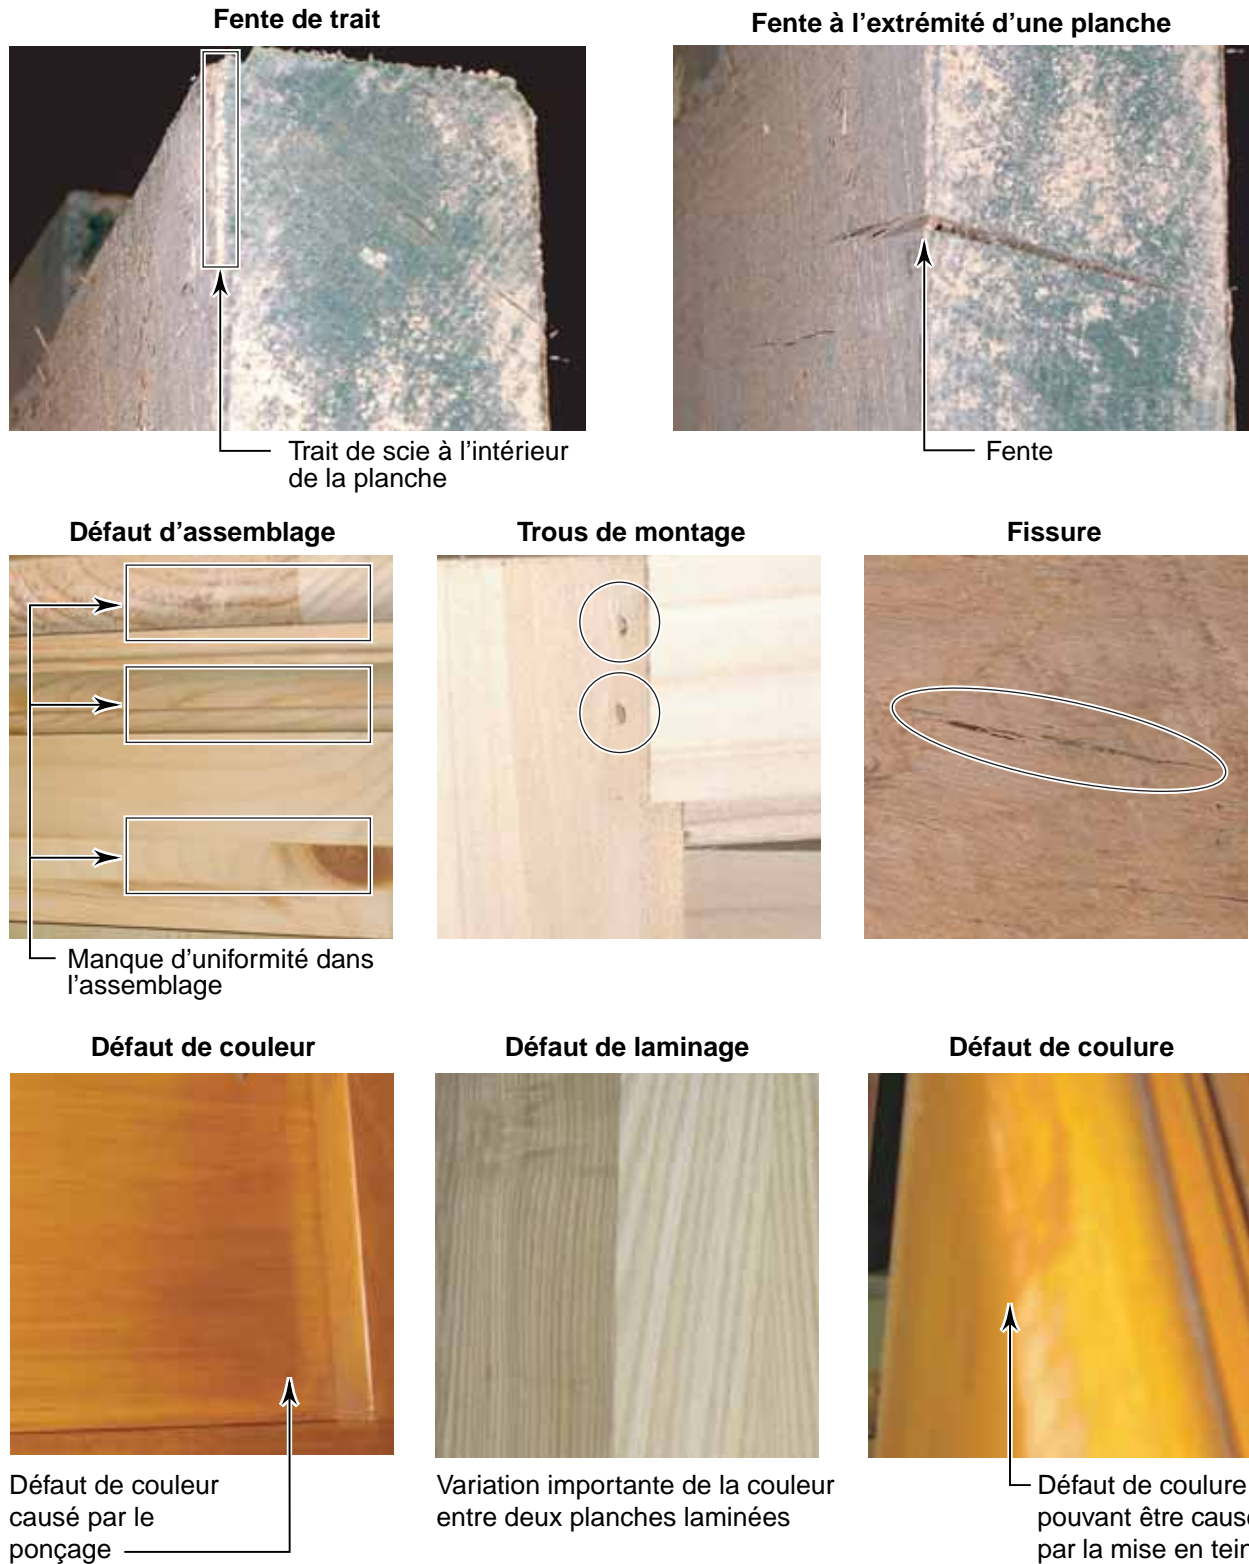 Fente de trait
Fente à l'extrémité d'une planche
Trait de scie à l'intérieur
de la planche
Fente
Défaut d'assemblage
Trous de montage
Fissure
Manque d'uniformité dans
l'assemblage
Défaut de couleur
Défaut de laminage
Défaut de coulure
Défaut de couleur
causé par le
ponçage
Variation importante de la couleur
entre deux planches laminées
Défaut de coulure
pouvant être
par la mise en